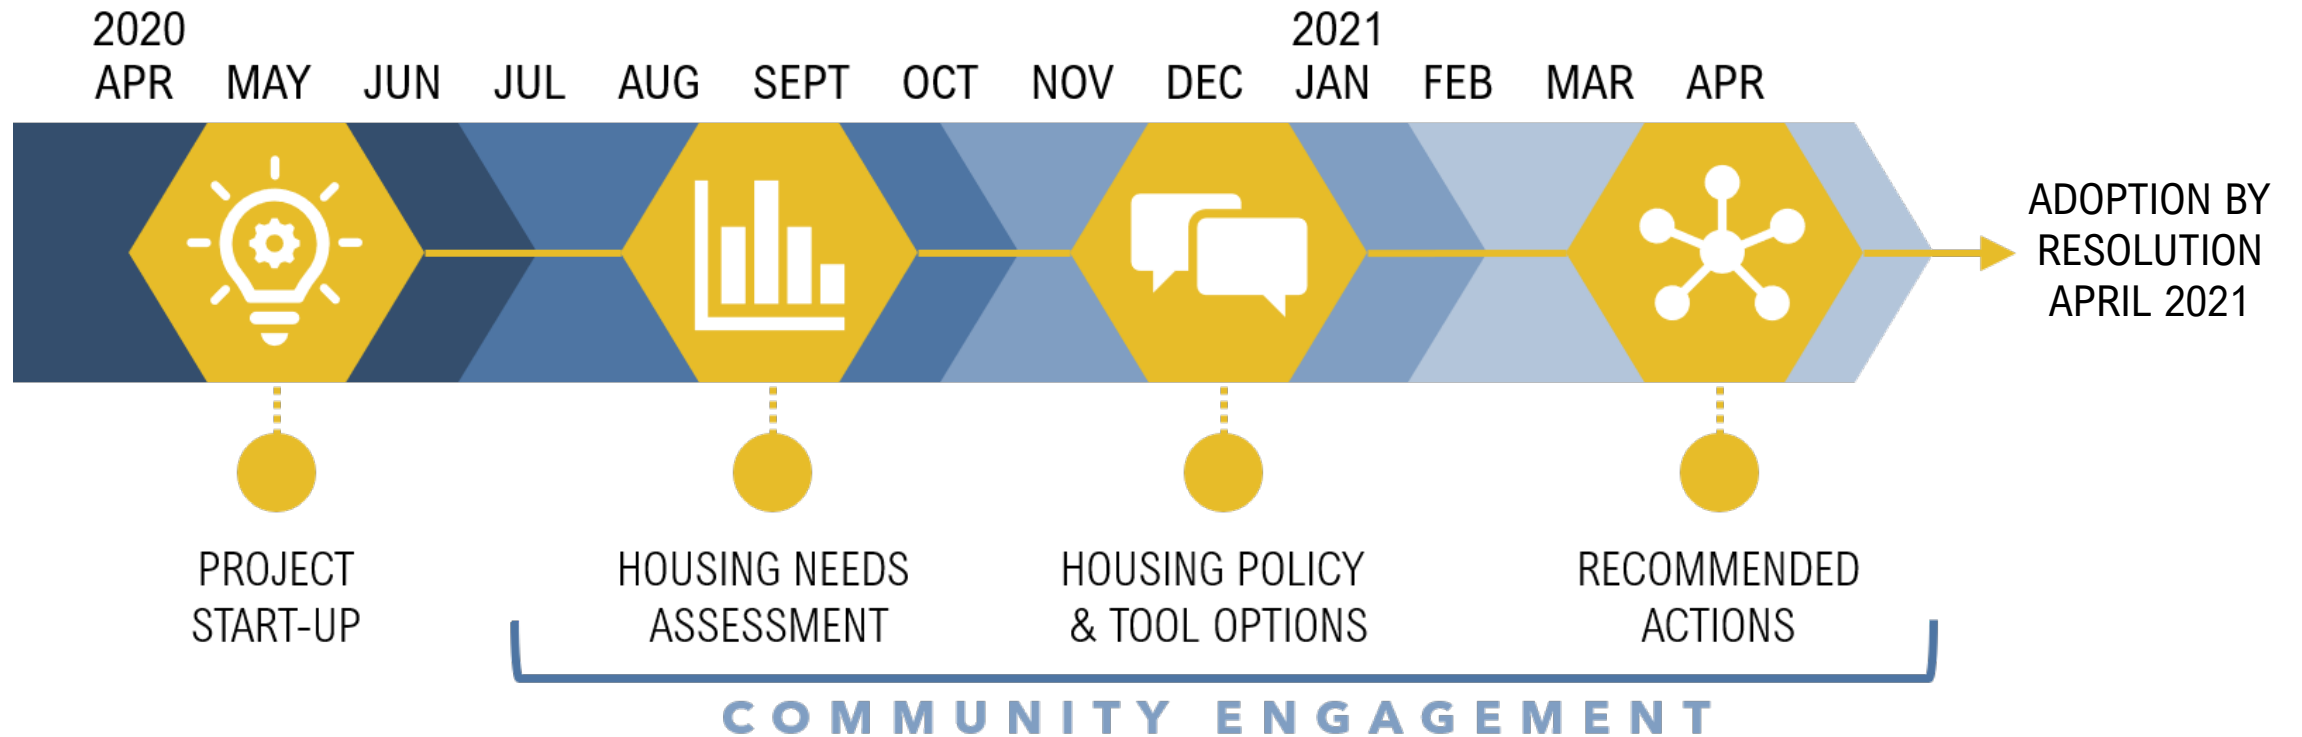 2020
2021
APR MAY JUN JUL AUG SEPT OCT NOV DEC JAN FEB MAR APR
ADOPTION BY
RESOLUTION
APRIL 2021
PROJECT
START-UP
HOUSING NEEDS
ASSESSMENT
HOUSING POLICY
& TOOL OPTIONS
RECOMMENDED
ACTIONS
COMMUNITY ENGAGEMENT